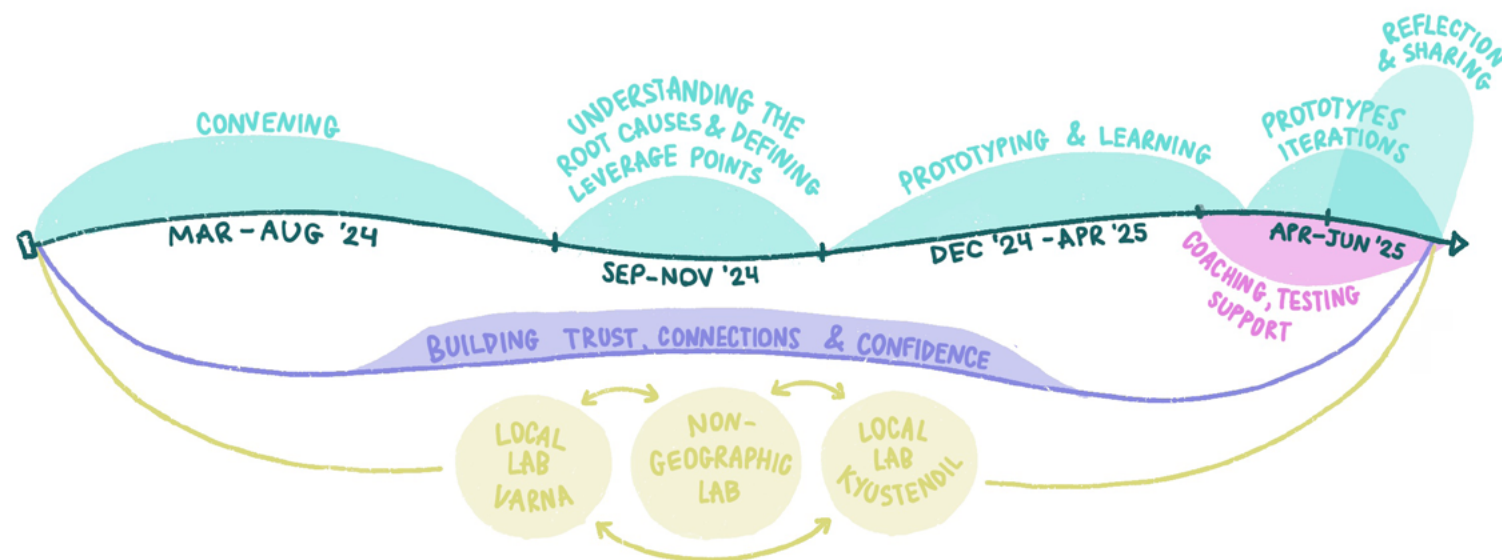 REFLECTION
& SHARING
CONVENING
UNDERSTANDING THE
ROOT CAUSES & DEFINING
LEVERAGE POINTS
PROTOTYPING & LEARNING
PROTOTYPES
ITERATIONS
MAR - AUG '24
SEP-NOV '24
DEC '24 - APR '25
APR-JUN '25
COACHING, TESTING
SUPPORT
BUILDING TRUST, CONNECTIONS & CONFIDENCE
LOCAL
LAB
VARNA
NON-
GEOGRAPHIC
LAB
LOCAL
LAB
KYUSTENDIL